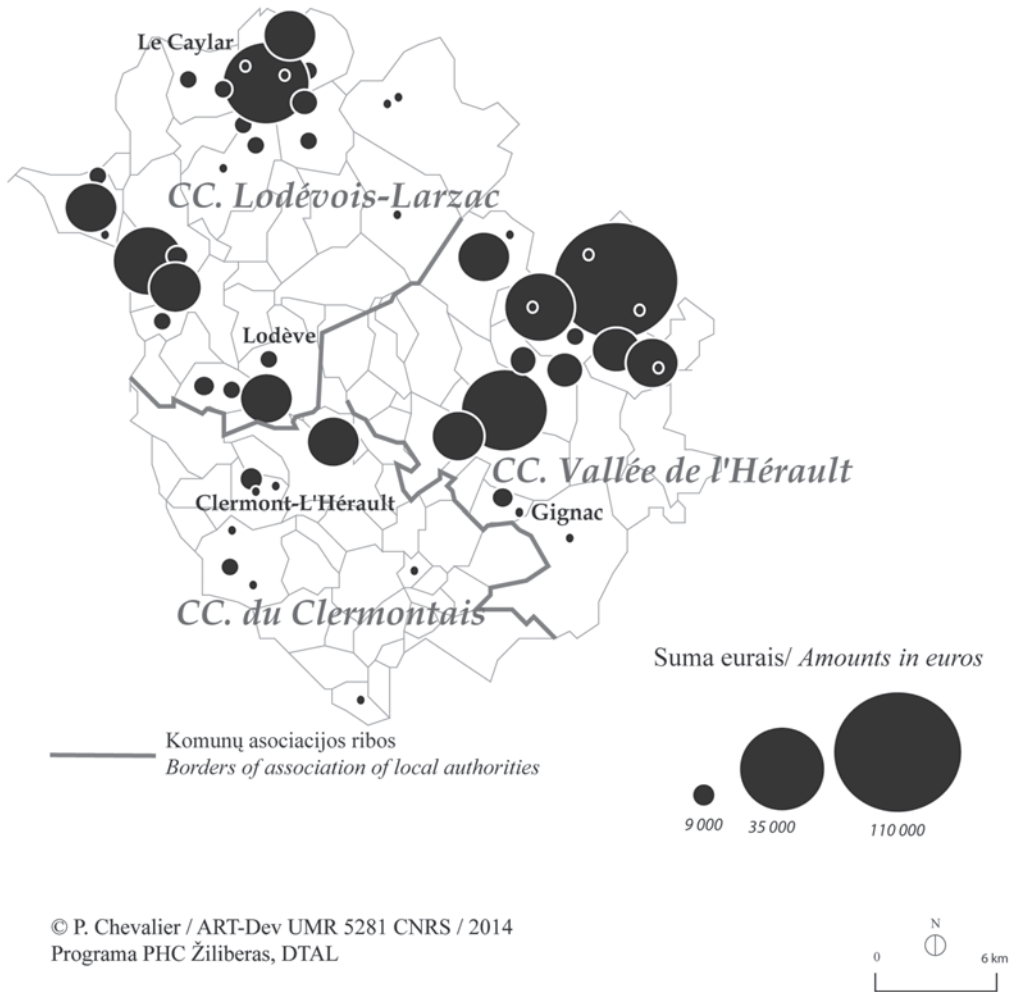 Le Caylar
CC. Lodévois-Larzac
Lodève
CC. Vallée de l'Hérault
Clermont-L'Hérault
Gignac
CC. du Clermontais
Suma eurais/ Amounts in euros
9 000
35 000
110 000
Komunų asociacijos ribos
Borders of association of local authorities
© P. Chevalier / ART-Dev UMR 5281 CNRS / 2014
Programa PHC Žiliberas, DTAL
N
0
6 km